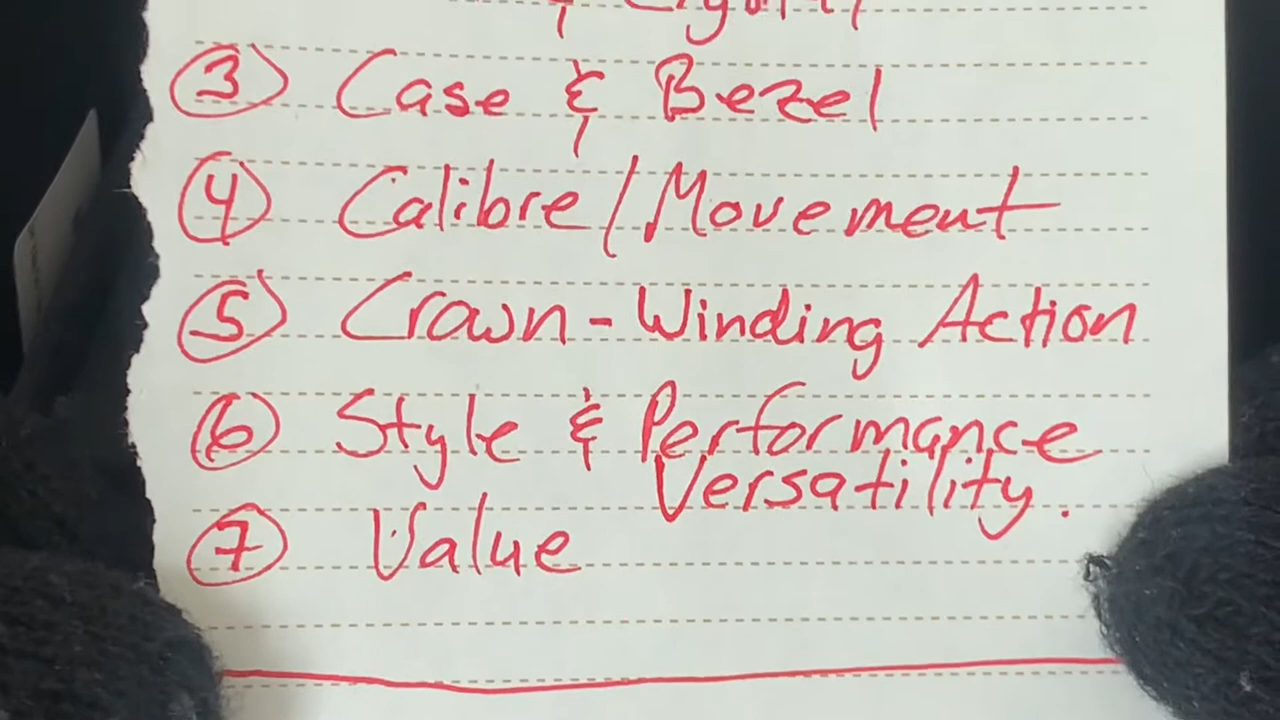 ③ Case & Bezel
④ Calibre/Movement
⑤ Crown-Winding Action
⑥ Style & Performance
Versatility.
⑦ Value